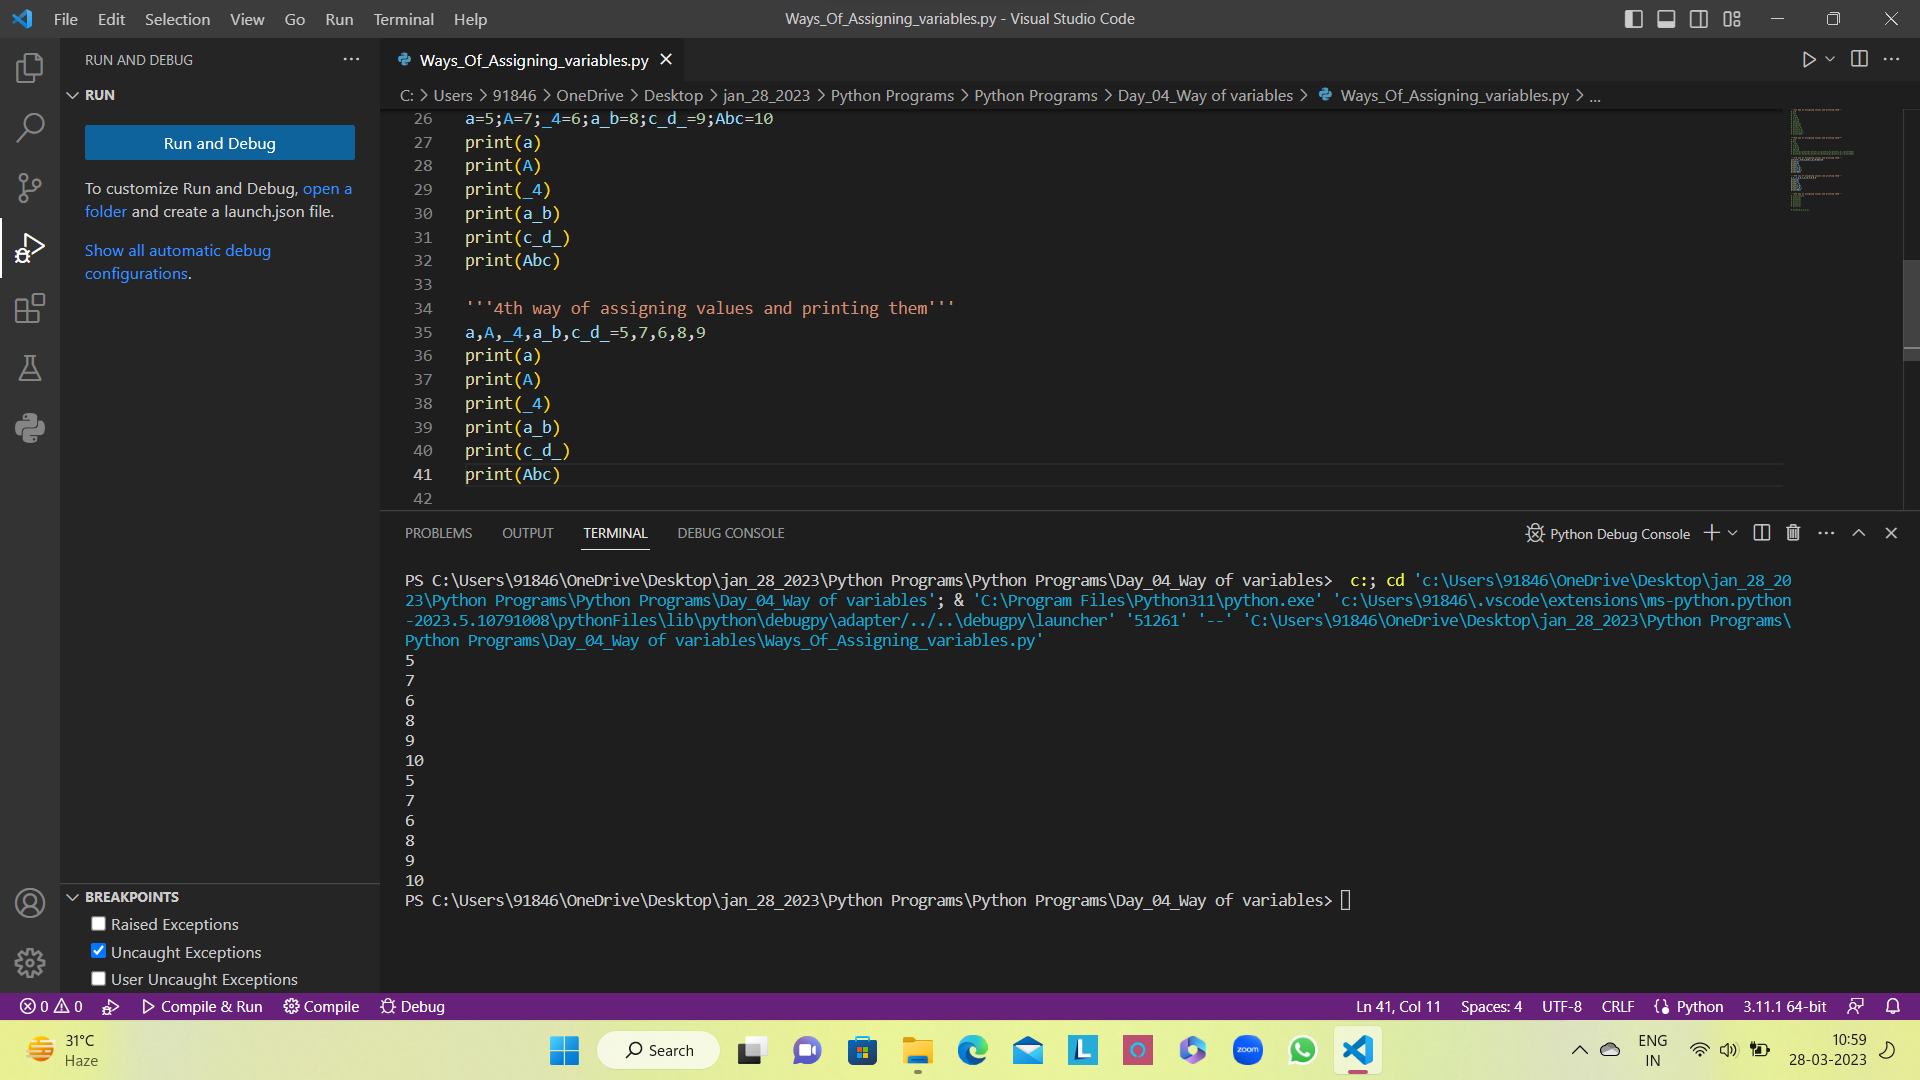 File Edit Selection View Go Run Terminal Help
Ways_Of_Assigning_variables.py - Visual Studio Code
RUN AND DEBUG
RUN
Run and Debug
To customize Run and Debug, open a
folder and create a launch.json file.
Show all automatic debug
configurations.
BREAKPOINTS
Raised Exceptions
Uncaught Exceptions
User Uncaught Exceptions
Ways_Of_Assigning_variables.py
C: > Users > 91846 > OneDrive > Desktop > jan_28_2023 > Python Programs > Python Programs > Day_04_Way of variables > Ways_Of_Assigning_variables.py > ...
26 a=5;A=7;_4=6;a_b=8;c_d_=9;Abc=10
27 print(a)
28 print(A)
29 print(_4)
30 print(a_b)
31 print(c_d_)
32 print(Abc)
33
34 '''4th way of assigning values and printing them'''
35 a,A,_4,a_b,c_d_=5,7,6,8,9
36 print(a)
37 print(A)
38 print(_4)
39 print(a_b)
40 print(c_d_)
41 print(Abc)
42
PROBLEMS OUTPUT TERMINAL DEBUG CONSOLE
Python Debug Console
PS C:\Users\91846\OneDrive\Desktop\jan_28_2023\Python Programs\Python Programs\Day_04_Way of variables>  c:; cd 'c:\Users\91846\OneDrive\Desktop\jan_28_20
23\Python Programs\Python Programs\Day_04_Way of variables'; & 'C:\Program Files\Python311\python.exe' 'c:\Users\91846\.vscode\extensions\ms-python.python
-2023.5.10791008\pythonFiles\lib\python\debugpy\adapter/../..\debugpy\launcher' '51261' '--' 'C:\Users\91846\OneDrive\Desktop\jan_28_2023\Python Programs\
Python Programs\Day_04_Way of variables\Ways_Of_Assigning_variables.py'
5
7
6
8
9
10
5
7
6
8
9
10
PS C:\Users\91846\OneDrive\Desktop\jan_28_2023\Python Programs\Python Programs\Day_04_Way of variables>
0 0 Compile & Run Compile Debug
Ln 41, Col 11 Spaces: 4 UTF-8 CRLF Python 3.11.1 64-bit
31°C
Haze
Search
zoom
ENG
IN
10:59
28-03-2023